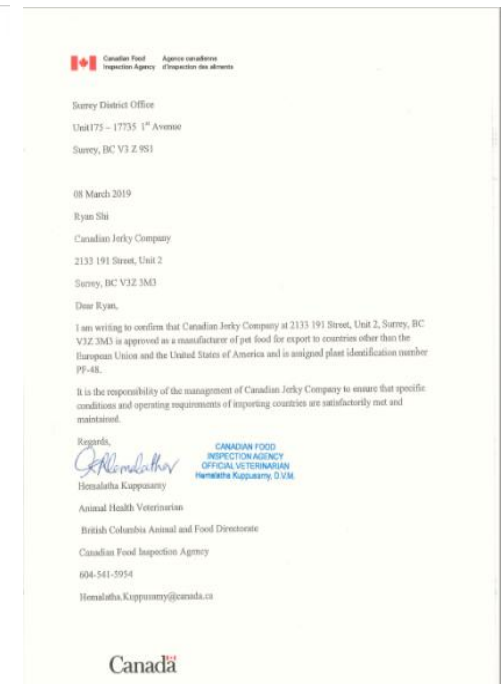 Canadian Food Agence canadienne
Inspection Agency d'inspection des aliments
Surrey District Office
Unit175 – 17735 1st Avenue
Surrey, BC V3 Z 9S1
08 March 2019
Ryan Shi
Canadian Jerky Company
2133 191 Street, Unit 2
Surrey, BC V3Z 3M3
Dear Ryan,
I am writing to confirm that Canadian Jerky Company at 2133 191 Street, Unit 2, Surrey, BC
V3Z 3M3 is approved as a manufacturer of pet food for export to countries other than the
European Union and the United States of America and is assigned plant identification number
PF-48.
It is the responsibility of the management of Canadian Jerky Company to ensure that specific
conditions and operating requirements of importing countries are satisfactorily met and
maintained.
Regards,
CANADIAN FOOD
INSPECTION AGENCY
OFFICIAL VETERINARIAN
Hemalatha Kuppusamy, D.V.M.
Hemalatha Kuppusamy
Animal Health Veterinarian
British Columbia Animal and Food Directorate
Canadian Food Inspection Agency
604-541-5954
Hemalatha.Kuppusamy@canada.ca
Canada